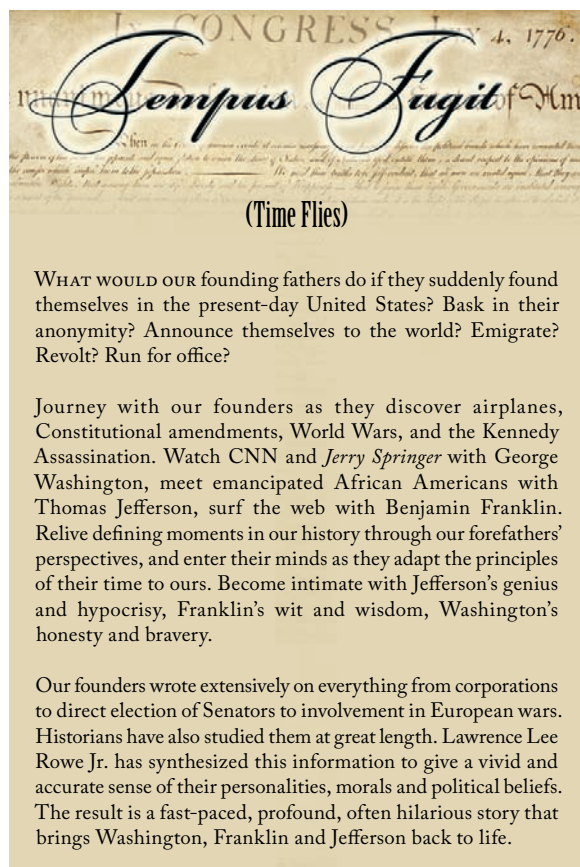 In CONGRESS, July 4, 1776.
Tempus Fugit
of Am
When in the
(Time Flies)
WHAT WOULD OUR founding fathers do if they suddenly found
themselves in the present-day United States? Bask in their
anonymity? Announce themselves to the world? Emigrate?
Revolt? Run for office?
Journey with our founders as they discover airplanes,
Constitutional amendments, World Wars, and the Kennedy
Assassination. Watch CNN and Jerry Springer with George
Washington, meet emancipated African Americans with
Thomas Jefferson, surf the web with Benjamin Franklin.
Relive defining moments in our history through our forefathers'
perspectives, and enter their minds as they adapt the principles
of their time to ours. Become intimate with Jefferson's genius
and hypocrisy, Franklin's wit and wisdom, Washington's
honesty and bravery.
Our founders wrote extensively on everything from corporations
to direct election of Senators to involvement in European wars.
Historians have also studied them at great length. Lawrence Lee
Rowe Jr. has synthesized this information to give a vivid and
accurate sense of their personalities, morals and political beliefs.
The result is a fast-paced, profound, often hilarious story that
brings Washington, Franklin and Jefferson back to life.